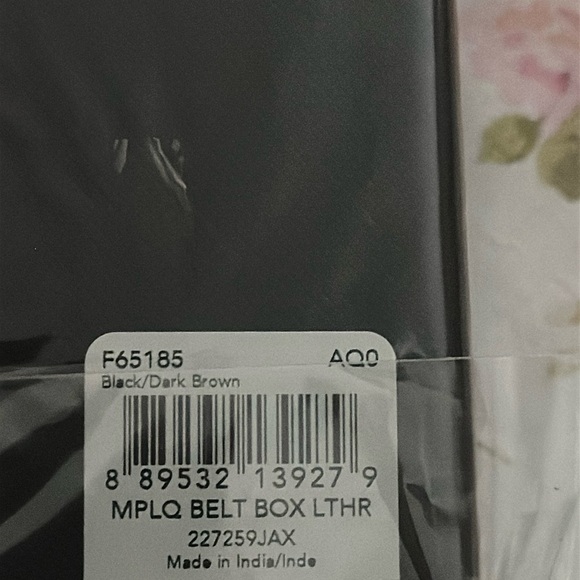 F65185 AQ0
Black/Dark Brown
8 89532 13927 9
MPLQ BELT BOX LTHR
227259JAX
Made in India/Inde